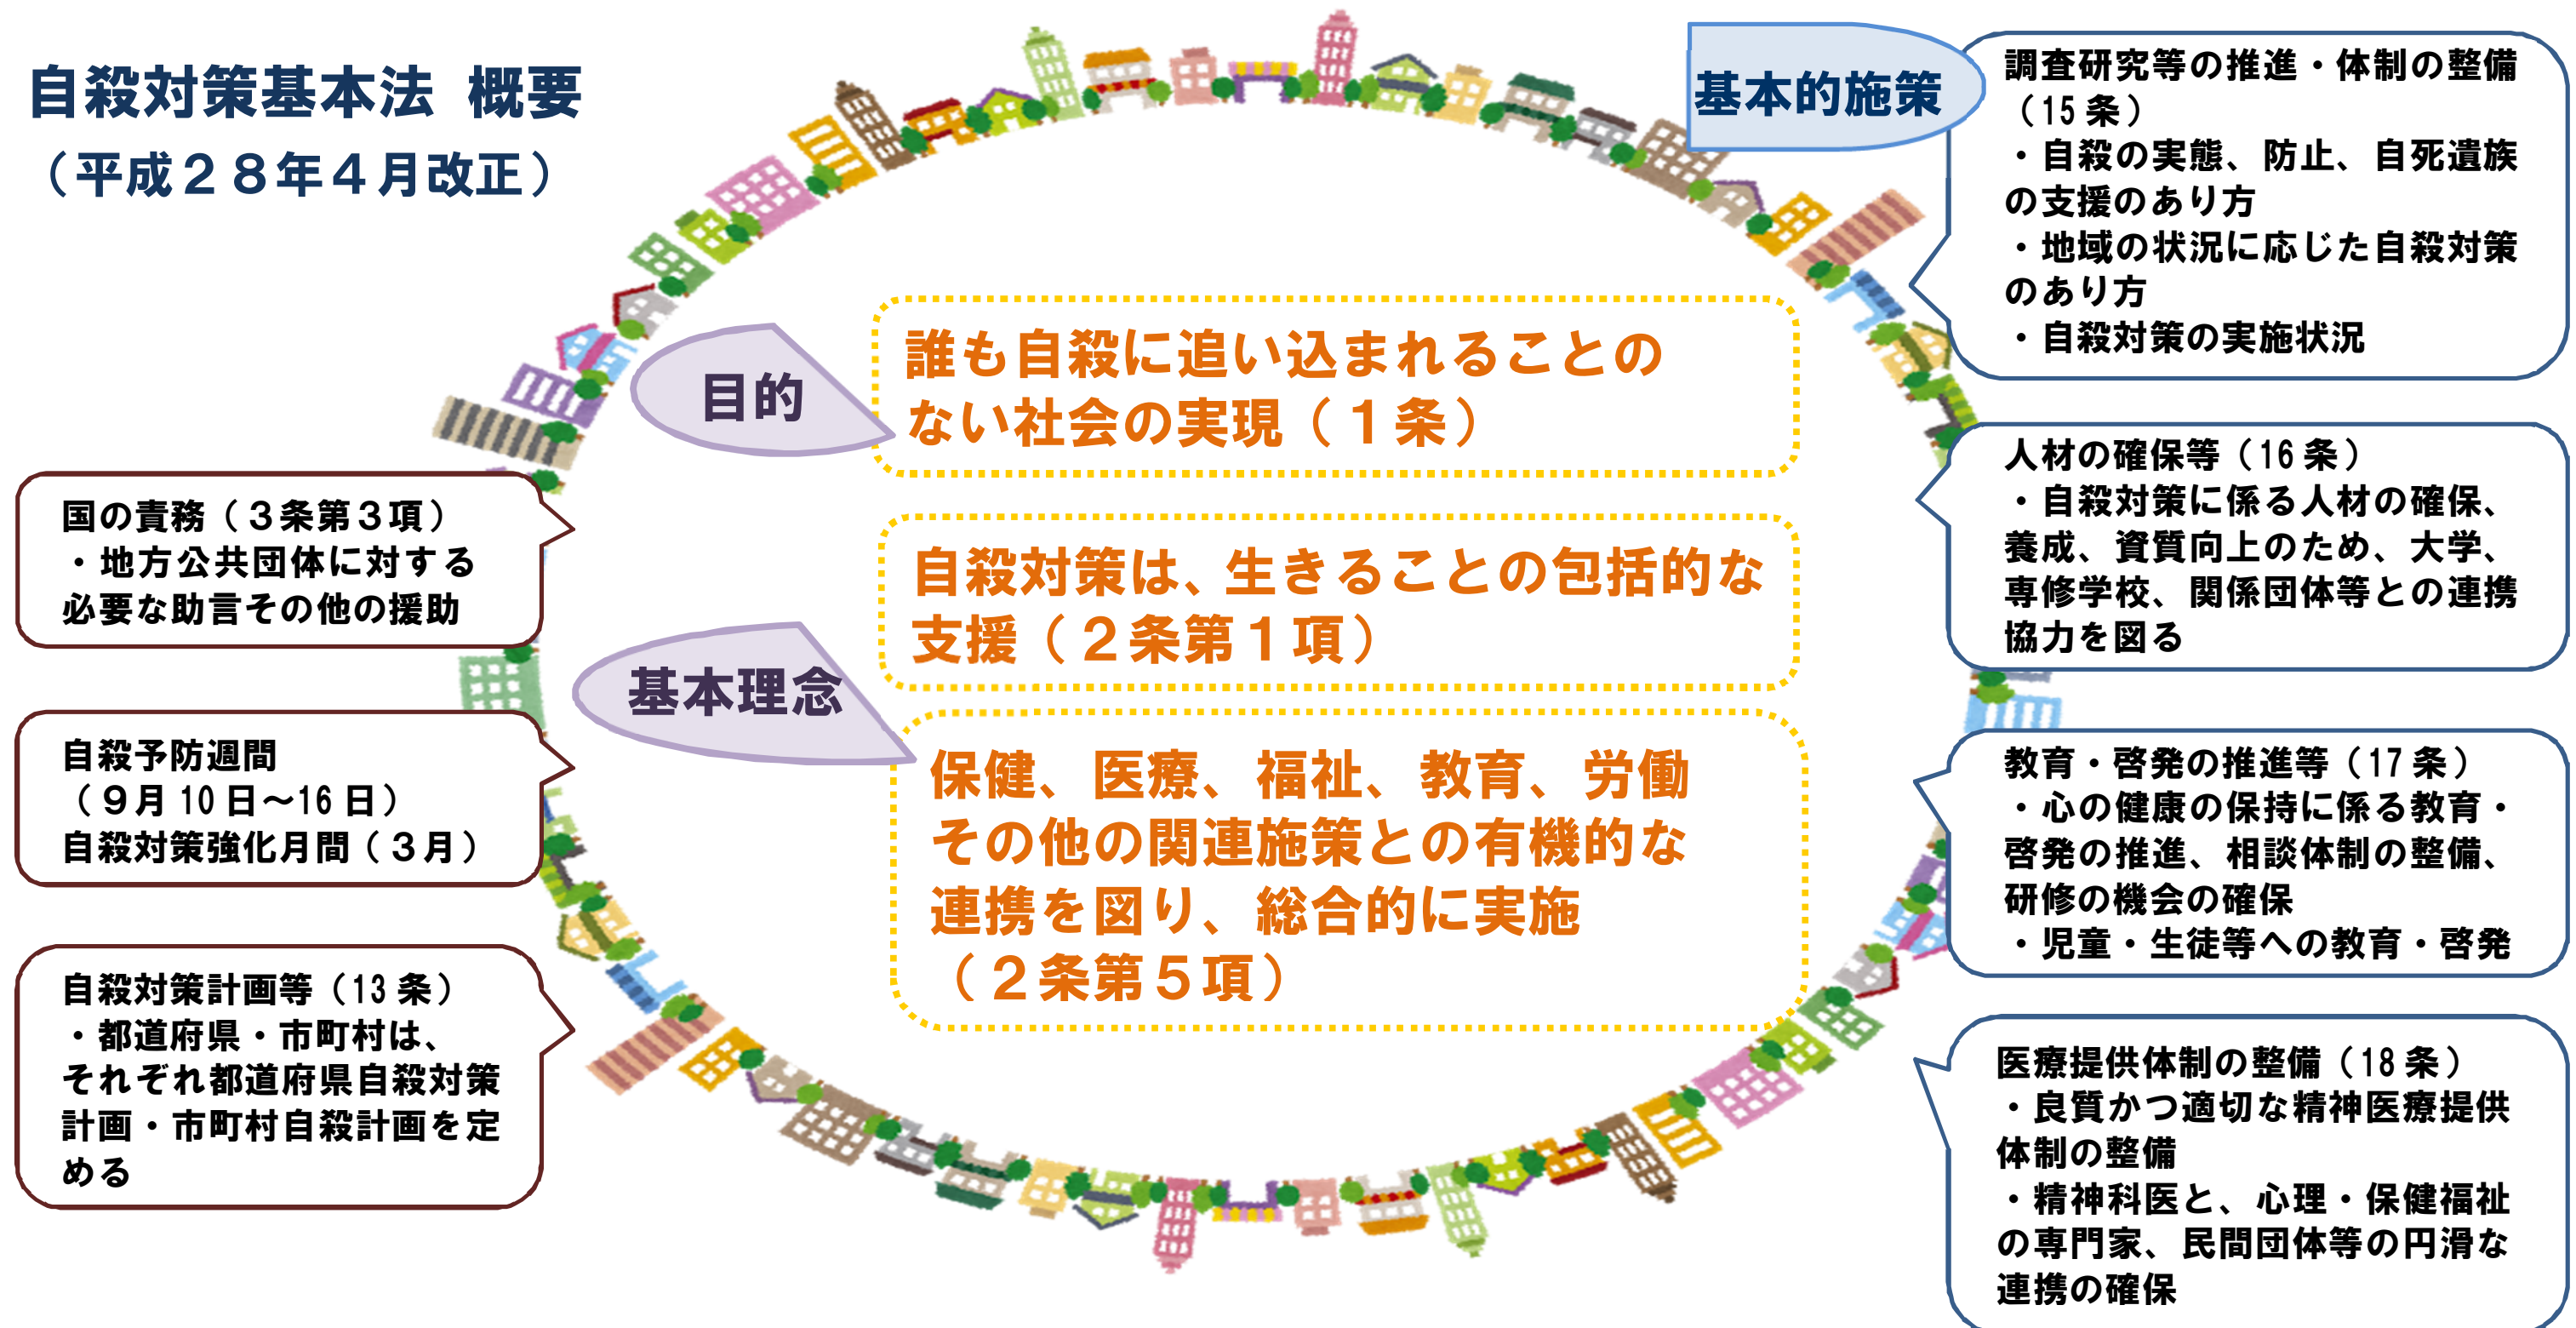 自殺対策基本法 概要
（平成２８年４月改正）
目的
誰も自殺に追い込まれることの
ない社会の実現（１条）
基本理念
自殺対策は、生きることの包括的な
支援（２条第１項）
保健、医療、福祉、教育、労働
その他の関連施策との有機的な
連携を図り、総合的に実施
（２条第５項）
国の責務（３条第３項）
・地方公共団体に対する
必要な助言その他の援助
自殺予防週間
（９月 10 日～16 日）
自殺対策強化月間（３月）
自殺対策計画等（13 条）
・都道府県・市町村は、
それぞれ都道府県自殺対策
計画・市町村自殺計画を定
める
基本的施策
調査研究等の推進・体制の整備
（15 条）
・自殺の実態、防止、自死遺族
の支援のあり方
・地域の状況に応じた自殺対策
のあり方
・自殺対策の実施状況
人材の確保等（16 条）
・自殺対策に係る人材の確保、
養成、資質向上のため、大学、
専修学校、関係団体等との連携
協力を図る
教育・啓発の推進等（17 条）
・心の健康の保持に係る教育・
啓発の推進、相談体制の整備、
研修の機会の確保
・児童・生徒等への教育・啓発
医療提供体制の整備（18 条）
・良質かつ適切な精神医療提供
体制の整備
・精神科医と、心理・保健福祉
の専門家、民間団体等の円滑な
連携の確保